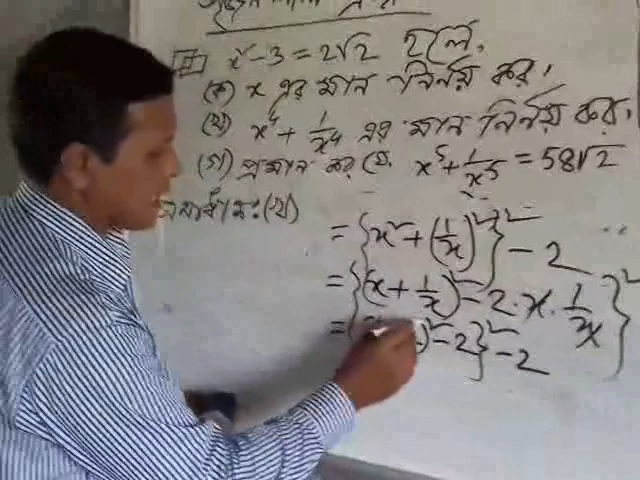 x² - 3 = 2√2 হলে,
(ক) x এর মান নির্ণয় কর।
(খ) x⁴ + 1/x⁴ এর মান নির্ণয় কর।
(গ) প্রমাণ কর যে, x⁵ + 1/x⁵ = 58√2
সমাধান: (খ)
= {x² + (1/x)²}² - 2
= {(x + 1/x)² - 2·x·1/x}²
= {( )² - 2}² - 2